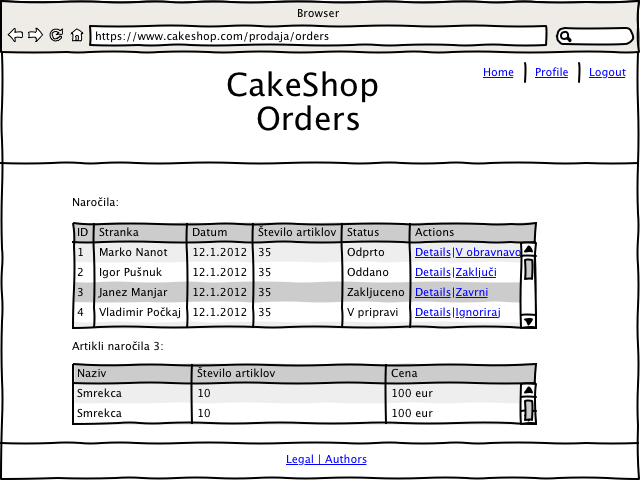 Browser
https://www.cakeshop.com/prodaja/orders
Home Profile Logout
CakeShop
Orders
Naročila:
ID Stranka Datum Število artiklov Status Actions
1 Marko Nanot 12.1.2012 35 Odprto Details|V obravnavo
2 Igor Pušnuk 12.1.2012 35 Oddano Details|Zaključi
3 Janez Manjar 12.1.2012 35 Zakljuceno Details|Zavrni
4 Vladimir Počkaj 12.1.2012 35 V pripravi Details|Ignoriraj
Artikli naročila 3:
Naziv Število artiklov Cena
Smrekca 10 100 eur
Smrekca 10 100 eur
Legal | Authors